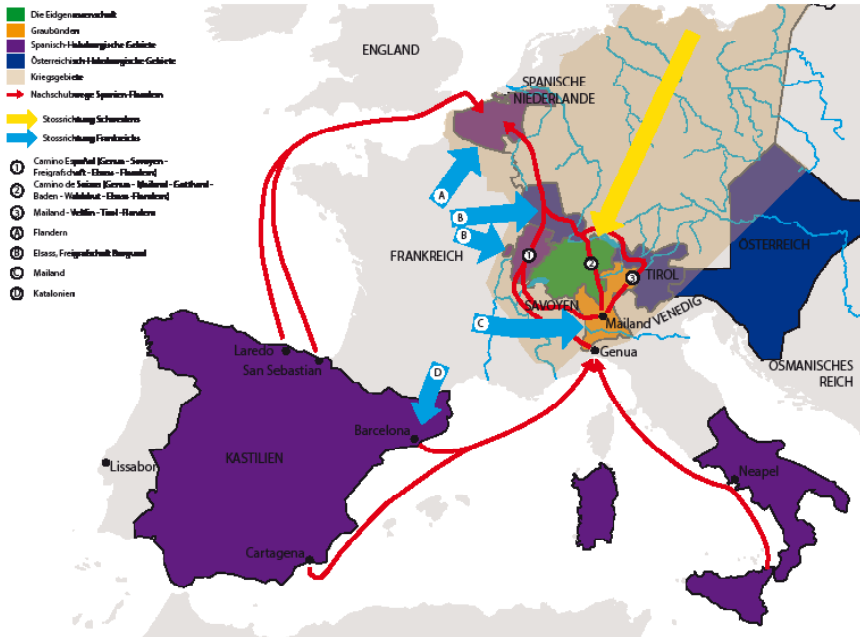 Die Eidgenossenschaft
Graubünden
Spanisch-Habsburgische Gebiete
Österreichisch-Habsburgische Gebiete
Kriegsgebiete
Nachschubwege Spanien-Flandern
Stossrichtung Schwedens
Stossrichtung Frankreichs
1 Camino Español (Genua - Savoyen -
Freigrafschaft - Elsass - Flandern)
2 Camino de Suizos (Genua - Mailand - Gotthard -
Baden - Waldshut - Elsass - Flandern)
3 Mailand - Veltlin - Tirol - Flandern
A Flandern
B Elsass, Freigrafschaft Burgund
C Mailand
D Katalonien
ENGLAND
SPANISCHE
NIEDERLANDE
A
B
B
FRANKREICH
1
2
3
TIROL
ÖSTERREICH
SAVOYEN
C
Mailand
VENEDIG
Genua
OSMANISCHES
REICH
Laredo
San Sebastian
D
Barcelona
KASTILIEN
Lissabon
Neapel
Cartagena